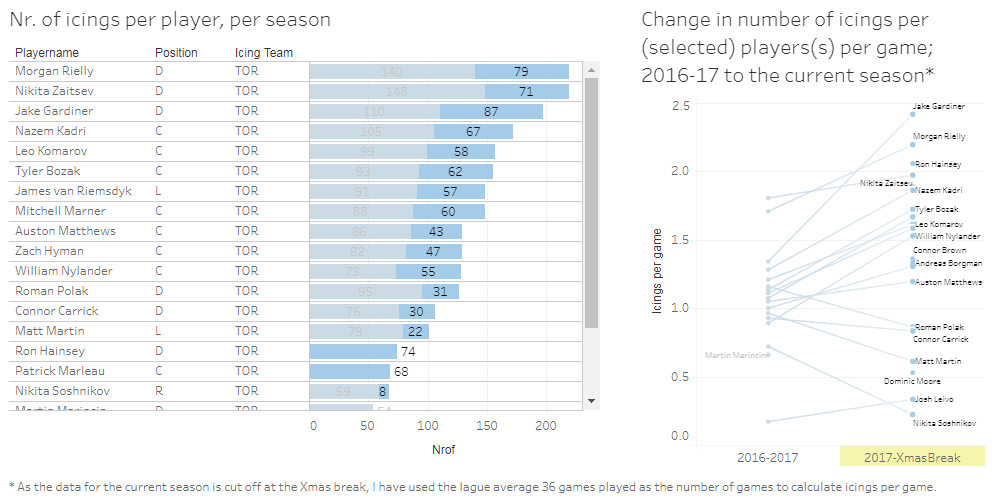 Nr. of icings per player, per season
Playername Position Icing Team
Morgan Rielly D TOR 140 79
Nikita Zaitsev D TOR 148 71
Jake Gardiner D TOR 110 87
Nazem Kadri C TOR 105 67
Leo Komarov C TOR 99 58
Tyler Bozak C TOR 93 62
James van Riemsdyk L TOR 91 57
Mitchell Marner C TOR 88 60
Auston Matthews C TOR 86 43
Zach Hyman C TOR 82 47
William Nylander C TOR 73 55
Roman Polak D TOR 95 31
Connor Carrick D TOR 76 30
Matt Martin L TOR 79 22
Ron Hainsey D TOR 74
Patrick Marleau C TOR 68
Nikita Soshnikov R TOR 59 8
Martin Marincin D TOR 54
0 50 100 150 200
Nrof
Change in number of icings per
(selected) players(s) per game;
2016-17 to the current season*
Icings per game
2.5
2.0
1.5
1.0
0.5
0.0
Jake Gardiner
Morgan Rielly
Ron Hainsey
Nikita Zaitsev
Nazem Kadri
Tyler Bozak
Leo Komarov
William Nylander
Connor Brown
Andreas Borgman
Auston Matthews
Roman Polak
Connor Carrick
Martin Marincin
Matt Martin
Dominic Moore
Josh Leivo
Nikita Soshnikov
2016-2017 2017-XmasBreak
* As the data for the current season is cut off at the Xmas break, I have used the lague average 36 games played as the number of games to calculate icings per game.